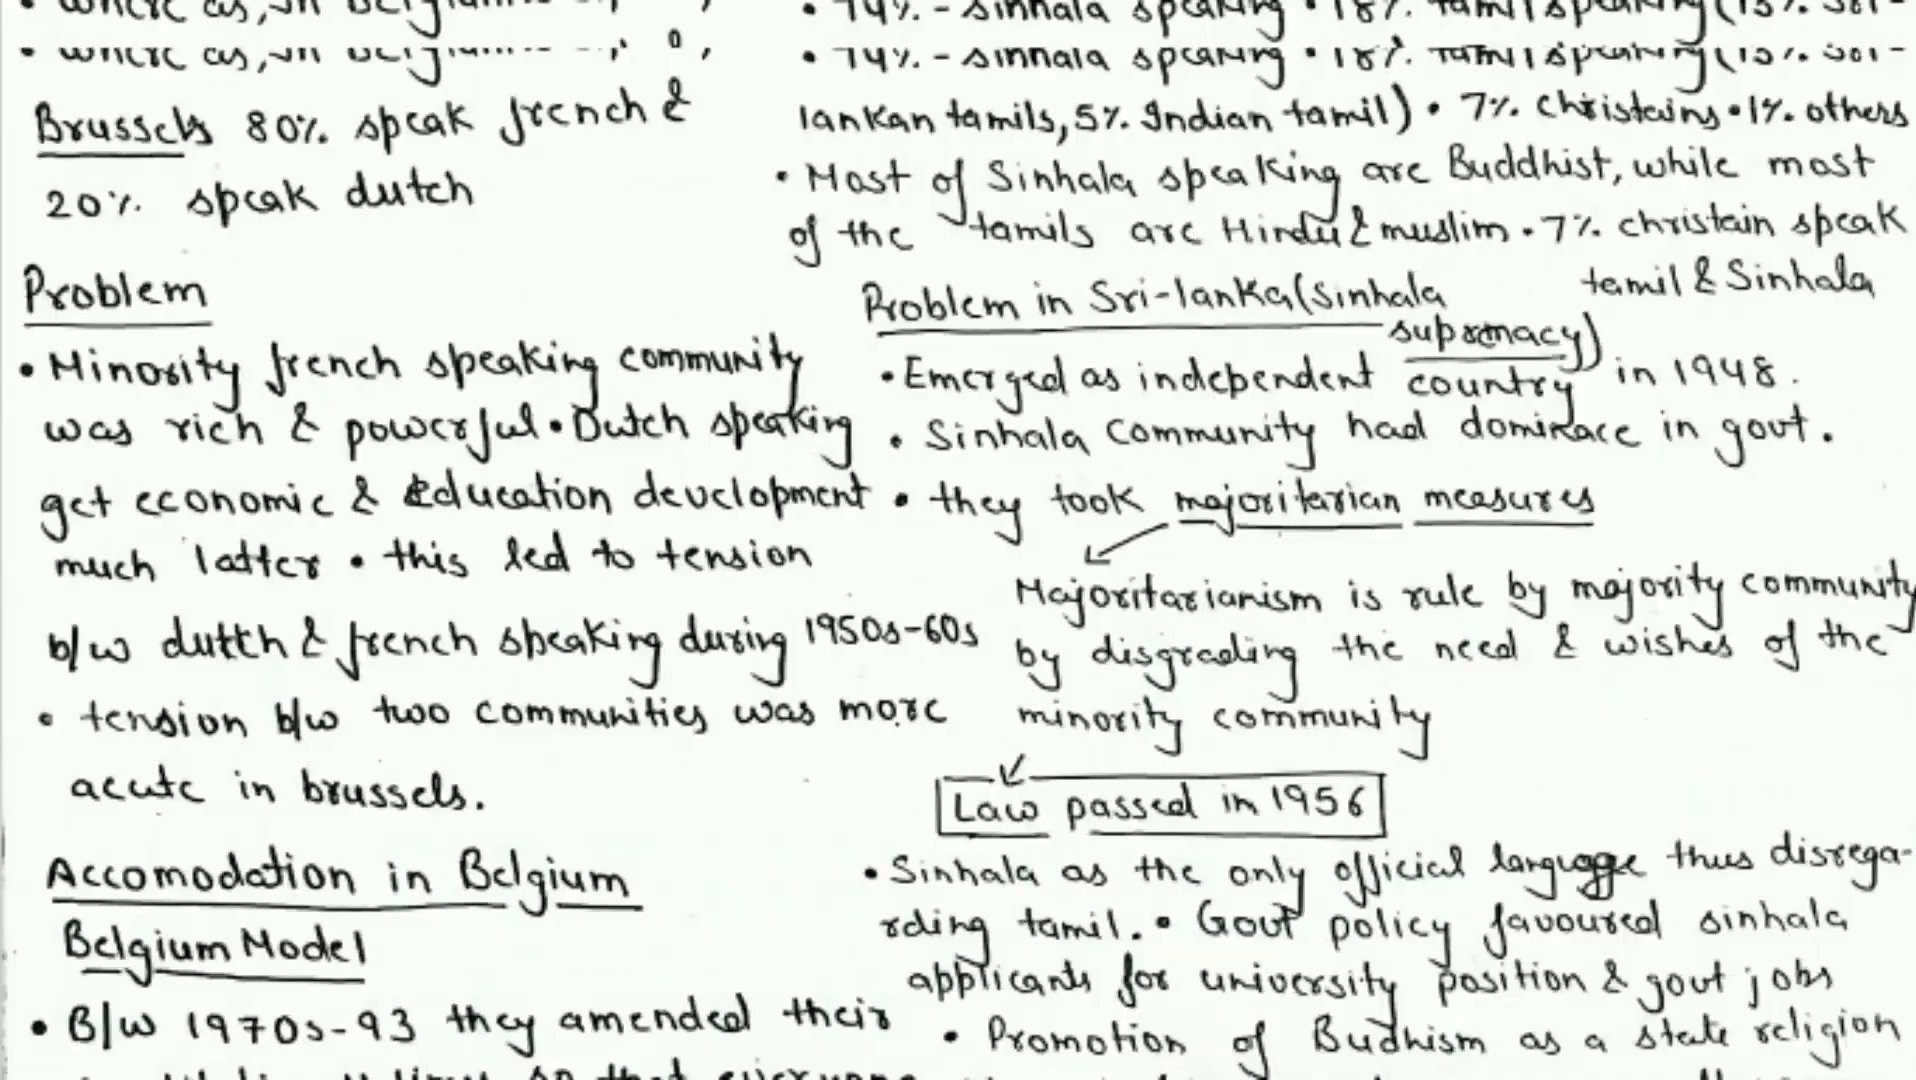 Brussels 80% speak french &
20% speak dutch
Problem
• Minority french speaking community
was rich & powerful • Dutch speaking
get economic & education development
much latter • this led to tension
b/w dutch & french speaking during 1950s-60s
• tension b/w two communities was more
acute in brussels.
Accomodation in Belgium
Belgium Model
• B/w 1970s-93 they amended their
• 74% - Sinhala speaking • 18% tamil speaking (13% sri-
lankan tamils, 5% Indian tamil) • 7% christains • 1% others
• Most of Sinhala speaking are Buddhist, while most
of the tamils are Hindu & muslim • 7% christain speak
tamil & Sinhala
Problem in Sri-lanka (Sinhala
supremacy)
• Emerged as independent country in 1948.
• Sinhala community had dominace in govt.
• they took majoritarian measures
Majoritarianism is rule by majority community
by disgrading the need & wishes of the
minority community
Law passed in 1956
• Sinhala as the only official language thus disrega-
rding tamil. • Govt policy favoured sinhala
applicants for university position & govt jobs
• Promotion of Budhism as a state religion